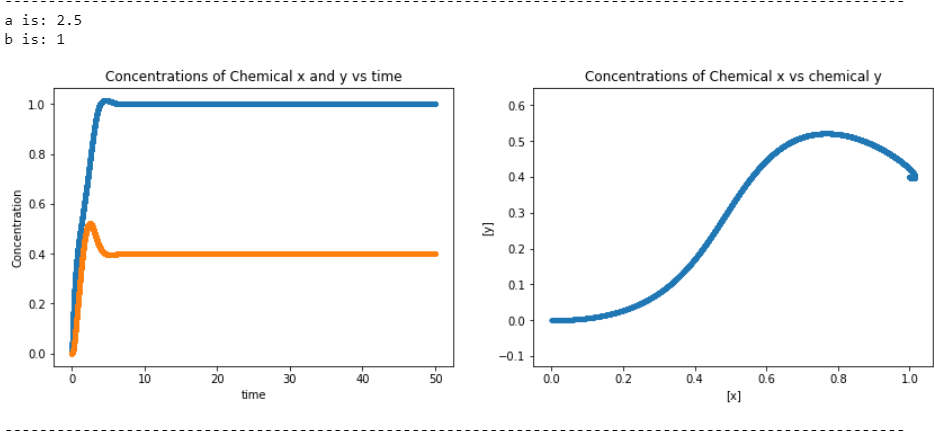 --------------------------------------------------------------------------------------------------
a is: 2.5
b is: 1
Concentrations of Chemical x and y vs time
Concentration
1.0
0.8
0.6
0.4
0.2
0.0
0 10 20 30 40 50
time
Concentrations of Chemical x vs chemical y
[y]
0.6
0.5
0.4
0.3
0.2
0.1
0.0
−0.1
0.0 0.2 0.4 0.6 0.8 1.0
[x]
--------------------------------------------------------------------------------------------------